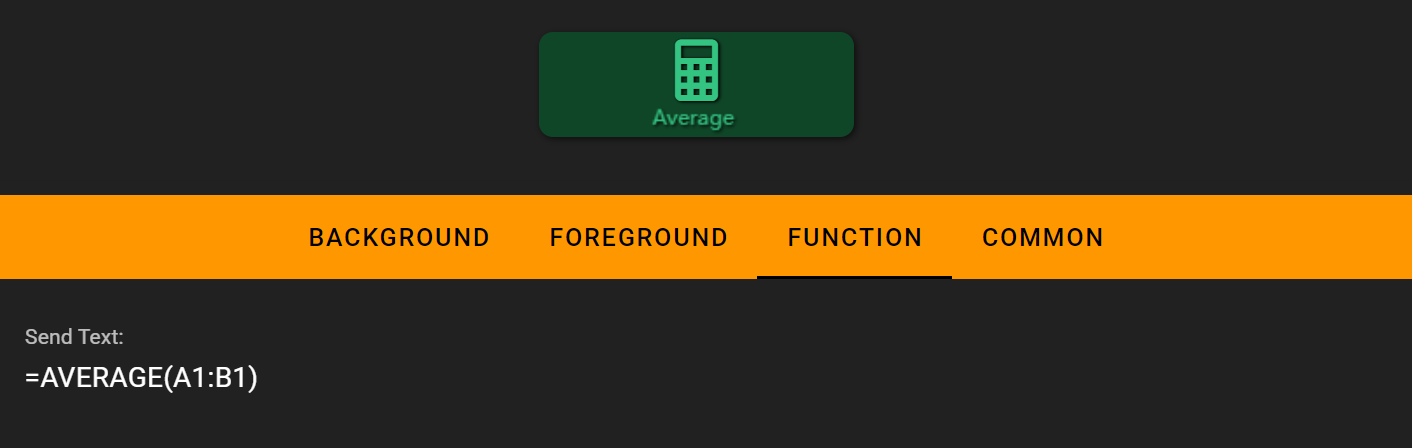 Average
BACKGROUND FOREGROUND FUNCTION COMMON
Send Text:
=AVERAGE(A1:B1)